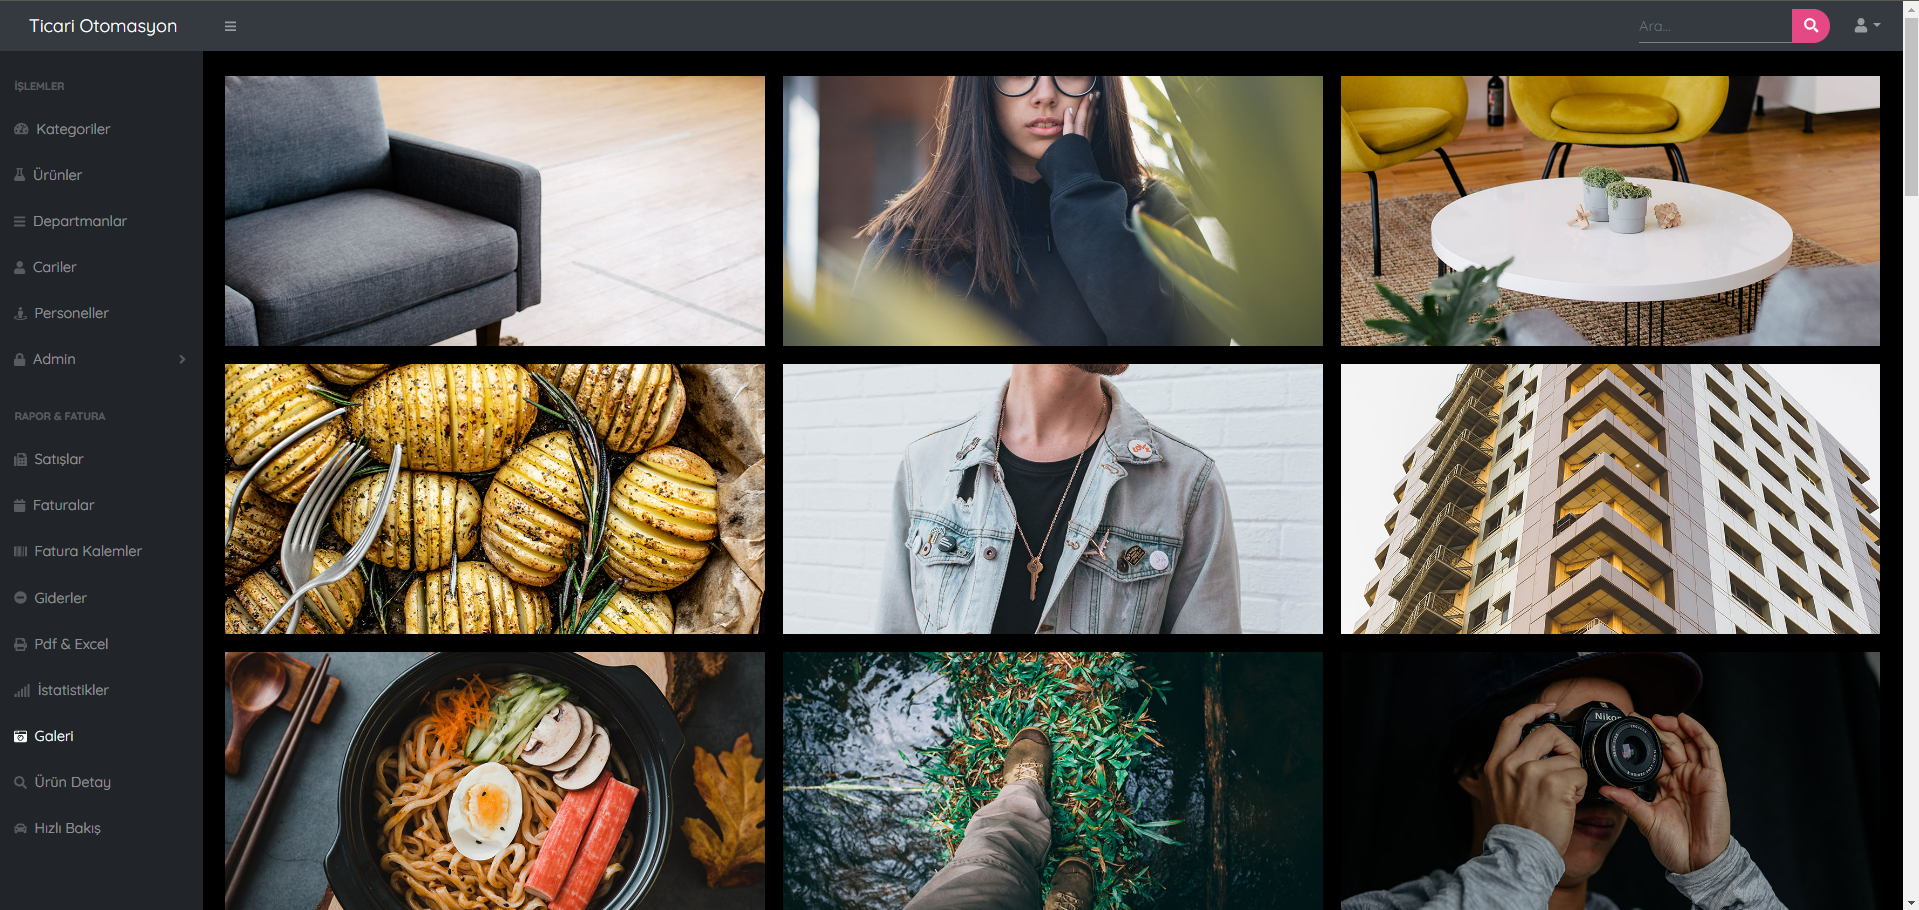 Ticari Otomasyon
Ara...
İŞLEMLER
Kategoriler
Ürünler
Departmanlar
Cariler
Personeller
Admin
RAPOR & FATURA
Satışlar
Faturalar
Fatura Kalemler
Giderler
Pdf & Excel
İstatistikler
Galeri
Ürün Detay
Hızlı Bakış
Nikon